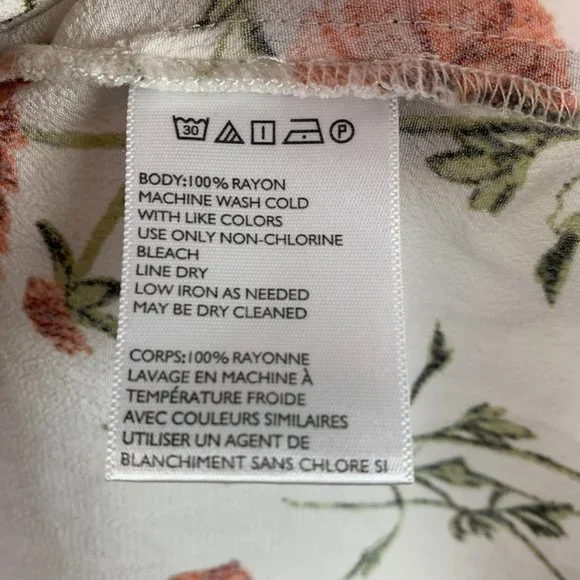 30 P
BODY:100% RAYON
MACHINE WASH COLD
WITH LIKE COLORS
USE ONLY NON-CHLORINE
BLEACH
LINE DRY
LOW IRON AS NEEDED
MAY BE DRY CLEANED
CORPS:100% RAYONNE
LAVAGE EN MACHINE À
TEMPÉRATURE FROIDE
AVEC COULEURS SIMILAIRES
UTILISER UN AGENT DE
BLANCHIMENT SANS CHLORE SI